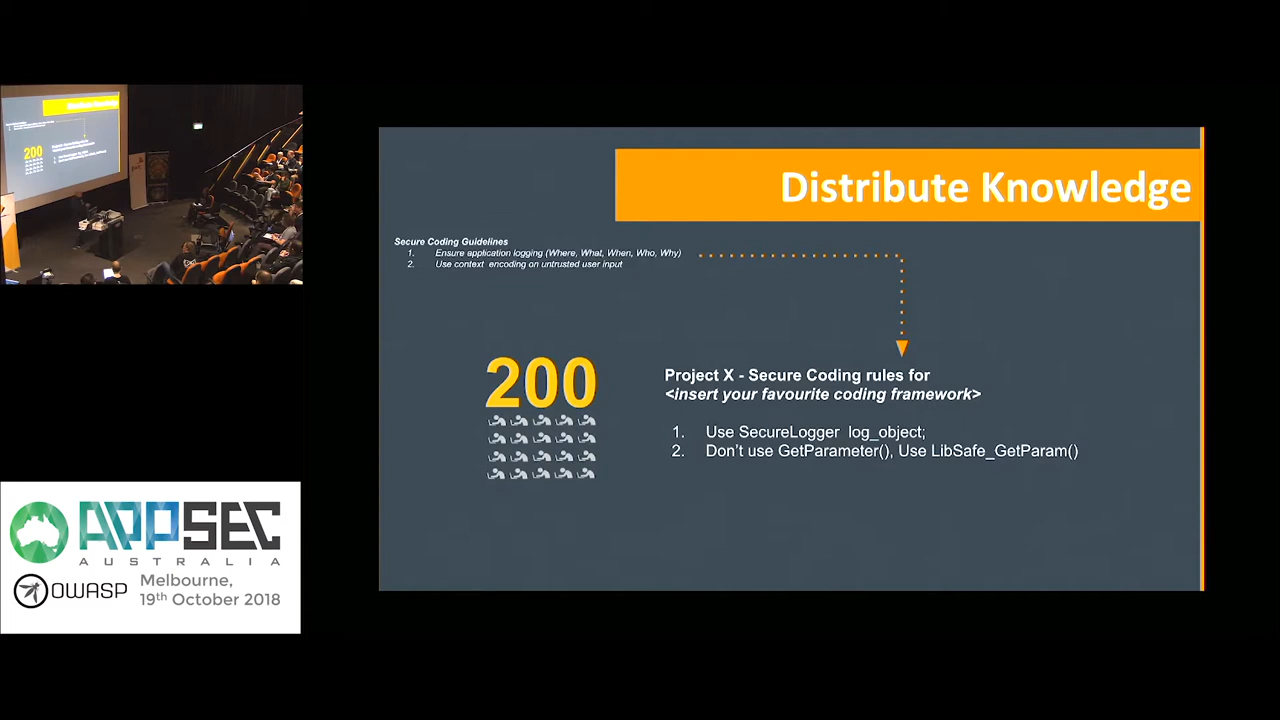 Distribute Knowledge
Secure Coding Guidelines
1. Ensure application logging (Where, What, When, Who, Why)
2. Use context encoding on untrusted user input
200
Project X - Secure Coding rules for
<insert your favourite coding framework>
1. Use SecureLogger log_object;
2. Don't use GetParameter(), Use LibSafe_GetParam()
APPSEC
AUSTRALIA
OWASP
Melbourne,
19th October 2018